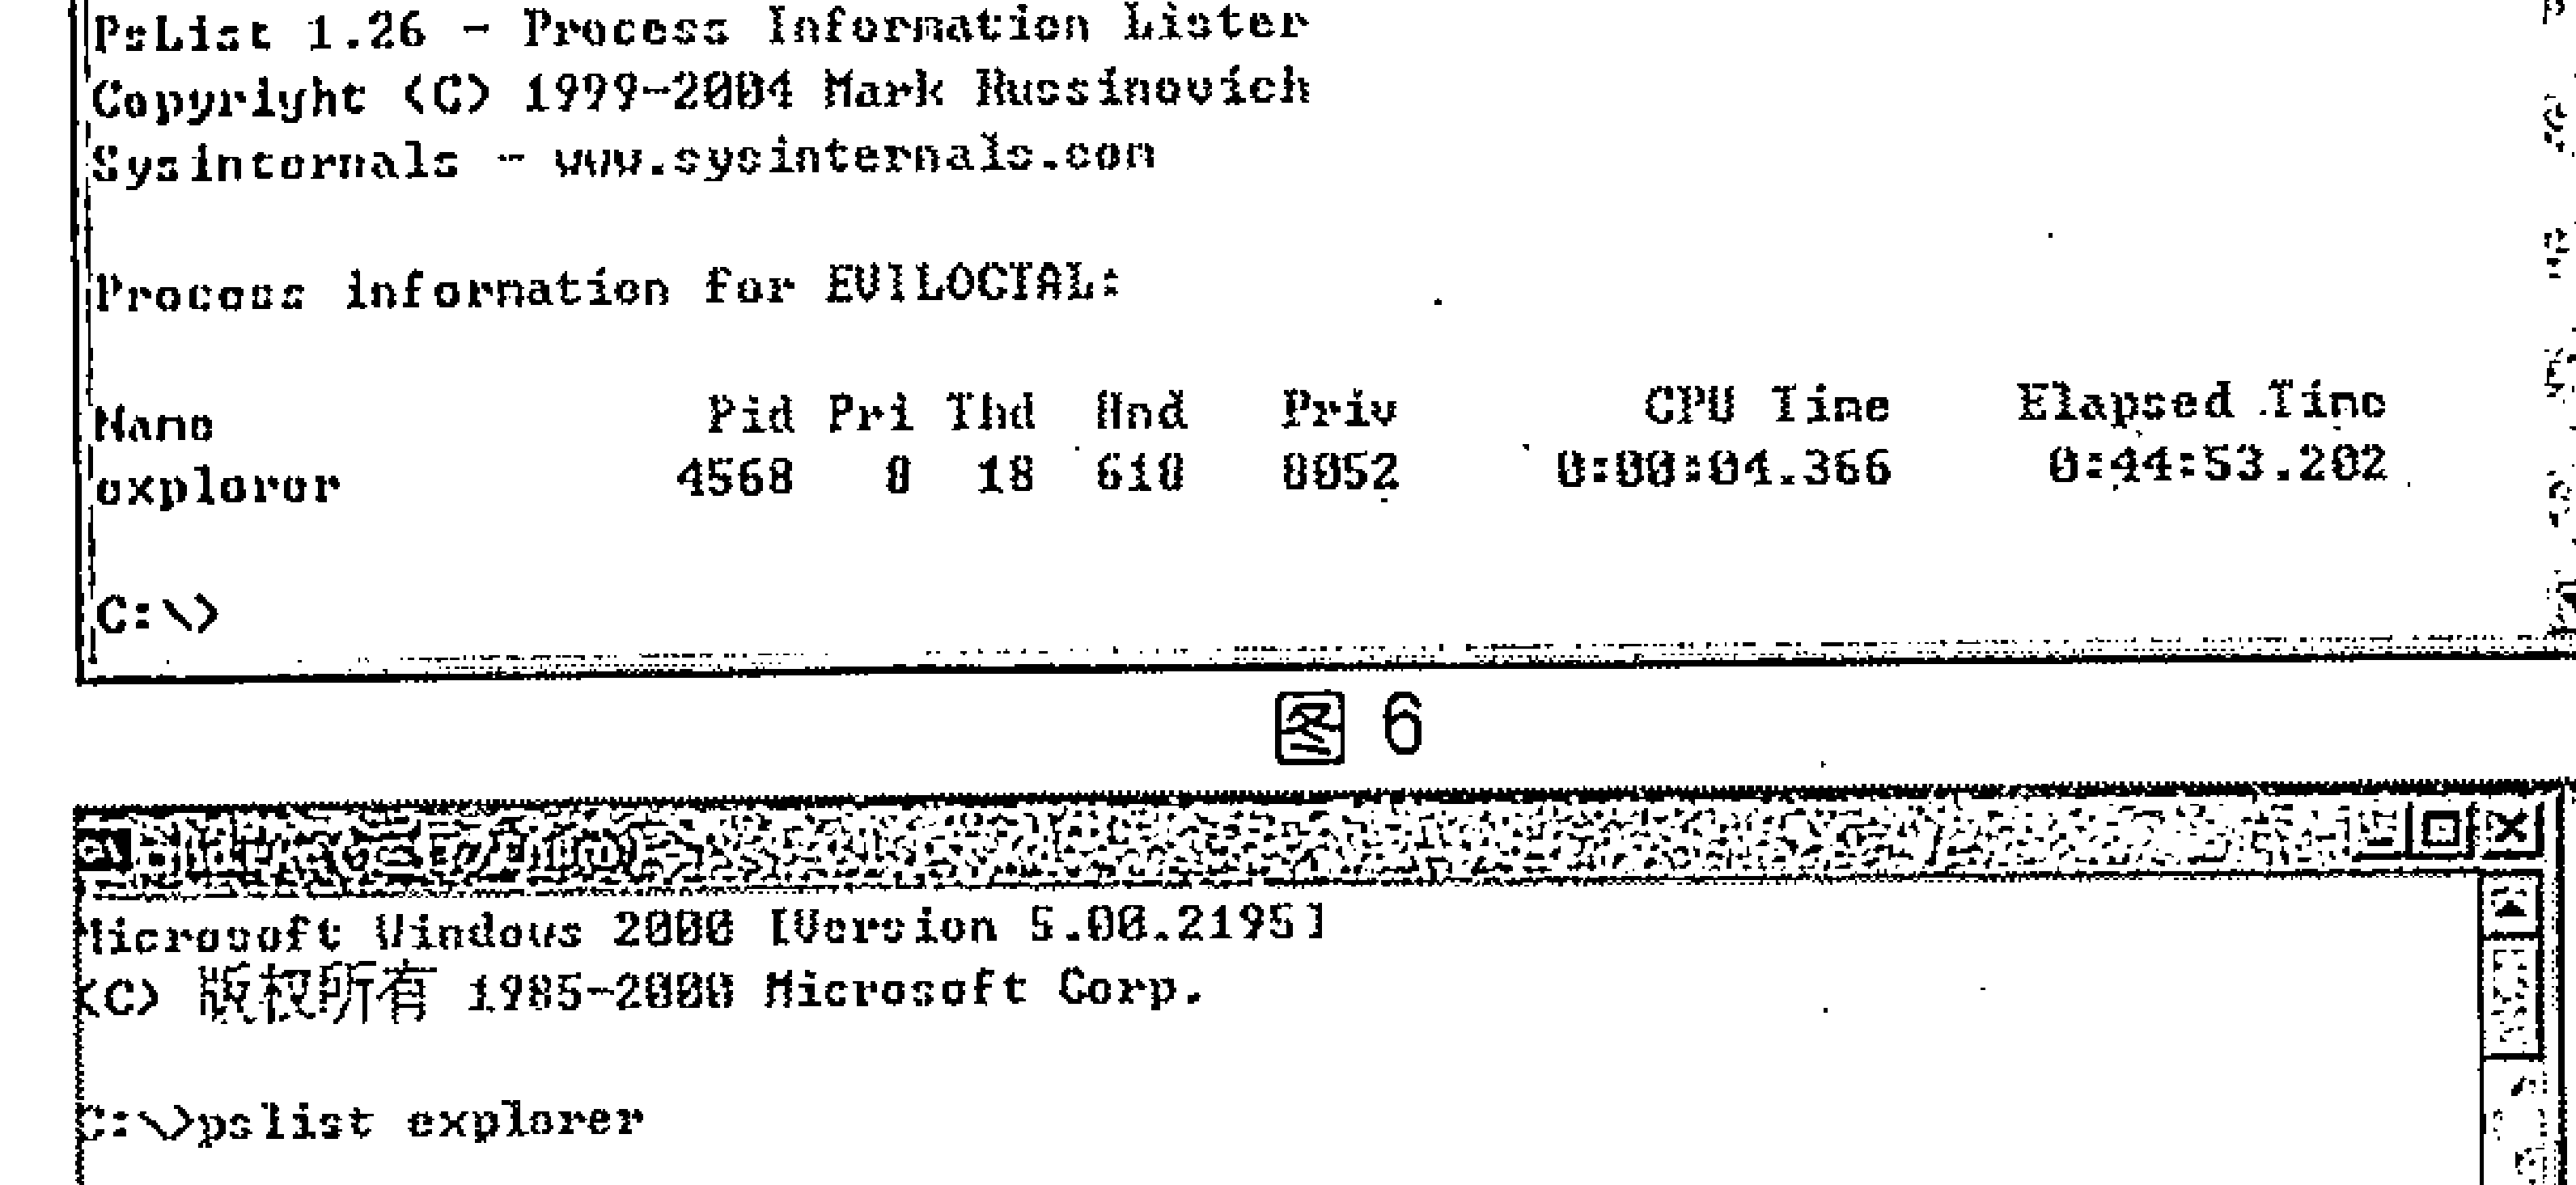 PsList 1.26 - Process Information Lister
Copyright (C) 1999-2004 Mark Russinovich
Sysinternals - www.sysinternals.com
Process information for EVILOCTAL:
Name Pid Pri Thd Hnd Priv CPU Time Elapsed Time
explorer 4568 8 18 610 8052 0:00:04.366 0:44:53.202
C:\>
图 6
Microsoft Windows 2000 [Version 5.00.2195]
(C) 版权所有 1985-2000 Microsoft Corp.
C:\>pslist explorer